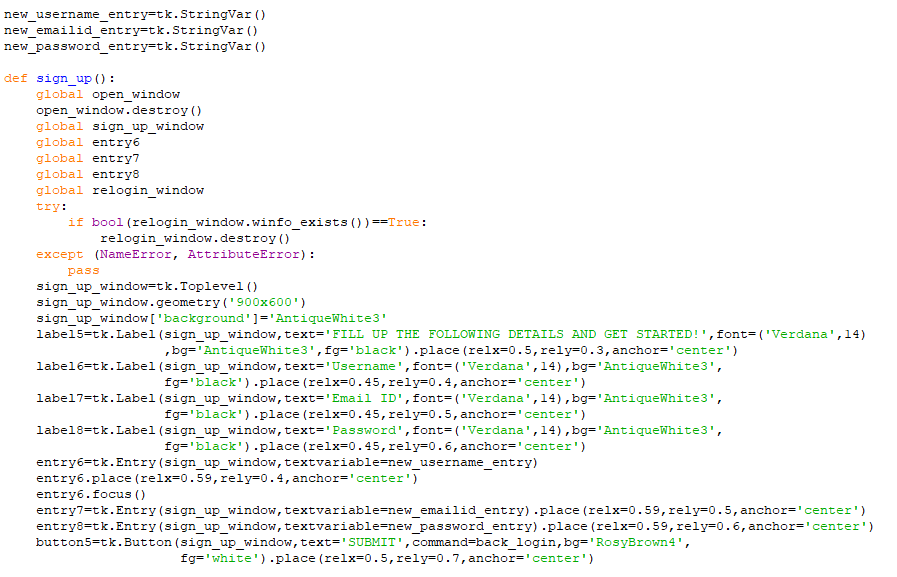 new_username_entry=tk.StringVar()
new_emailid_entry=tk.StringVar()
new_password_entry=tk.StringVar()

def sign_up():
    global open_window
    open_window.destroy()
    global sign_up_window
    global entry6
    global entry7
    global entry8
    global relogin_window
    try:
        if bool(relogin_window.winfo_exists())==True:
            relogin_window.destroy()
    except (NameError, AttributeError):
        pass
    sign_up_window=tk.Toplevel()
    sign_up_window.geometry('900x600')
    sign_up_window['background']='AntiqueWhite3'
    label5=tk.Label(sign_up_window,text='FILL UP THE FOLLOWING DETAILS AND GET STARTED!',font=('Verdana',14)
                    ,bg='AntiqueWhite3',fg='black').place(relx=0.5,rely=0.3,anchor='center')
    label6=tk.Label(sign_up_window,text='Username',font=('Verdana',14),bg='AntiqueWhite3',
                    fg='black').place(relx=0.45,rely=0.4,anchor='center')
    label7=tk.Label(sign_up_window,text='Email ID',font=('Verdana',14),bg='AntiqueWhite3',
                    fg='black').place(relx=0.45,rely=0.5,anchor='center')
    label8=tk.Label(sign_up_window,text='Password',font=('Verdana',14),bg='AntiqueWhite3',
                    fg='black').place(relx=0.45,rely=0.6,anchor='center')
    entry6=tk.Entry(sign_up_window,textvariable=new_username_entry)
    entry6.place(relx=0.59,rely=0.4,anchor='center')
    entry6.focus()
    entry7=tk.Entry(sign_up_window,textvariable=new_emailid_entry).place(relx=0.59,rely=0.5,anchor='center')
    entry8=tk.Entry(sign_up_window,textvariable=new_password_entry).place(relx=0.59,rely=0.6,anchor='center')
    button5=tk.Button(sign_up_window,text='SUBMIT',command=back_login,bg='RosyBrown4',
                      fg='white').place(relx=0.5,rely=0.7,anchor='center')